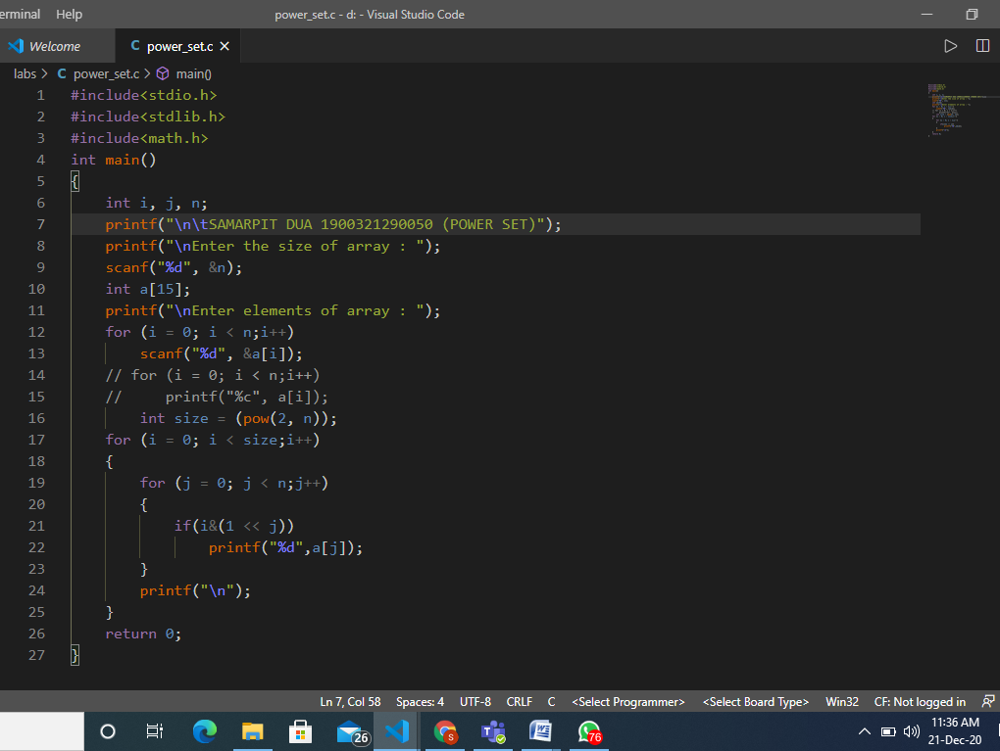 erminal Help power_set.c - d: - Visual Studio Code
Welcome C power_set.c
labs > C power_set.c > main()
1 #include<stdio.h>
2 #include<stdlib.h>
3 #include<math.h>
4 int main()
5 {
6 int i, j, n;
7 printf("\n\tSAMARPIT DUA 1900321290050 (POWER SET)");
8 printf("\nEnter the size of array : ");
9 scanf("%d", &n);
10 int a[15];
11 printf("\nEnter elements of array : ");
12 for (i = 0; i < n;i++)
13 scanf("%d", &a[i]);
14 // for (i = 0; i < n;i++)
15 // printf("%c", a[i]);
16 int size = (pow(2, n));
17 for (i = 0; i < size;i++)
18 {
19 for (j = 0; j < n;j++)
20 {
21 if(i&(1 << j))
22 printf("%d",a[j]);
23 }
24 printf("\n");
25 }
26 return 0;
27 }
Ln 7, Col 58 Spaces: 4 UTF-8 CRLF C <Select Programmer> <Select Board Type> Win32 CF: Not logged in
26 S T W 76 11:36 AM
21-Dec-20